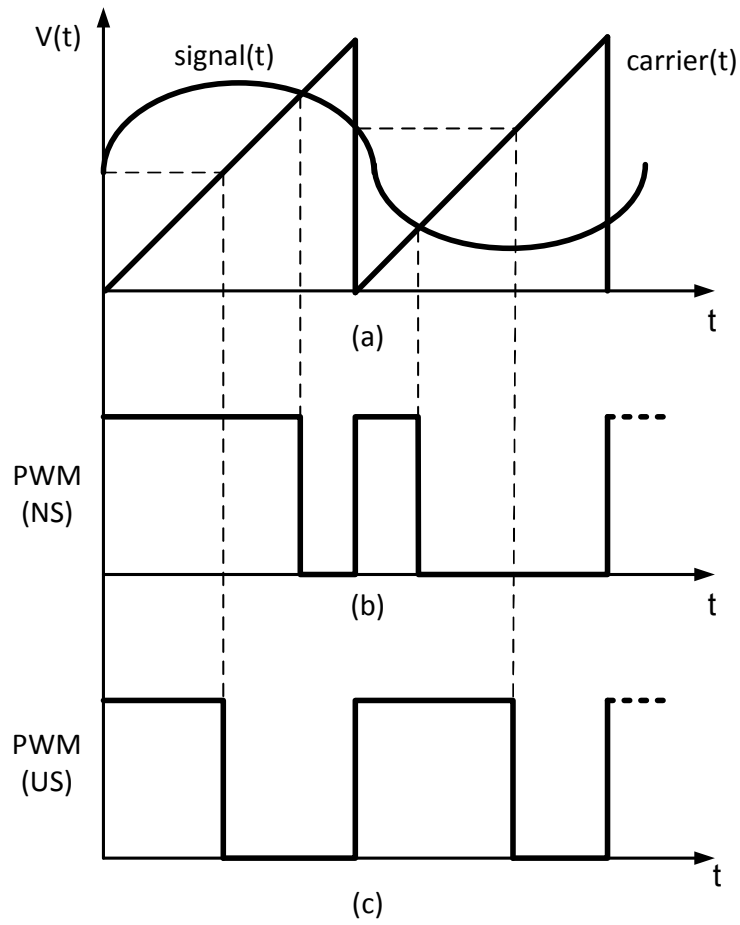 V(t)
signal(t)
carrier(t)
t
(a)
PWM
(NS)
t
(b)
PWM
(US)
t
(c)